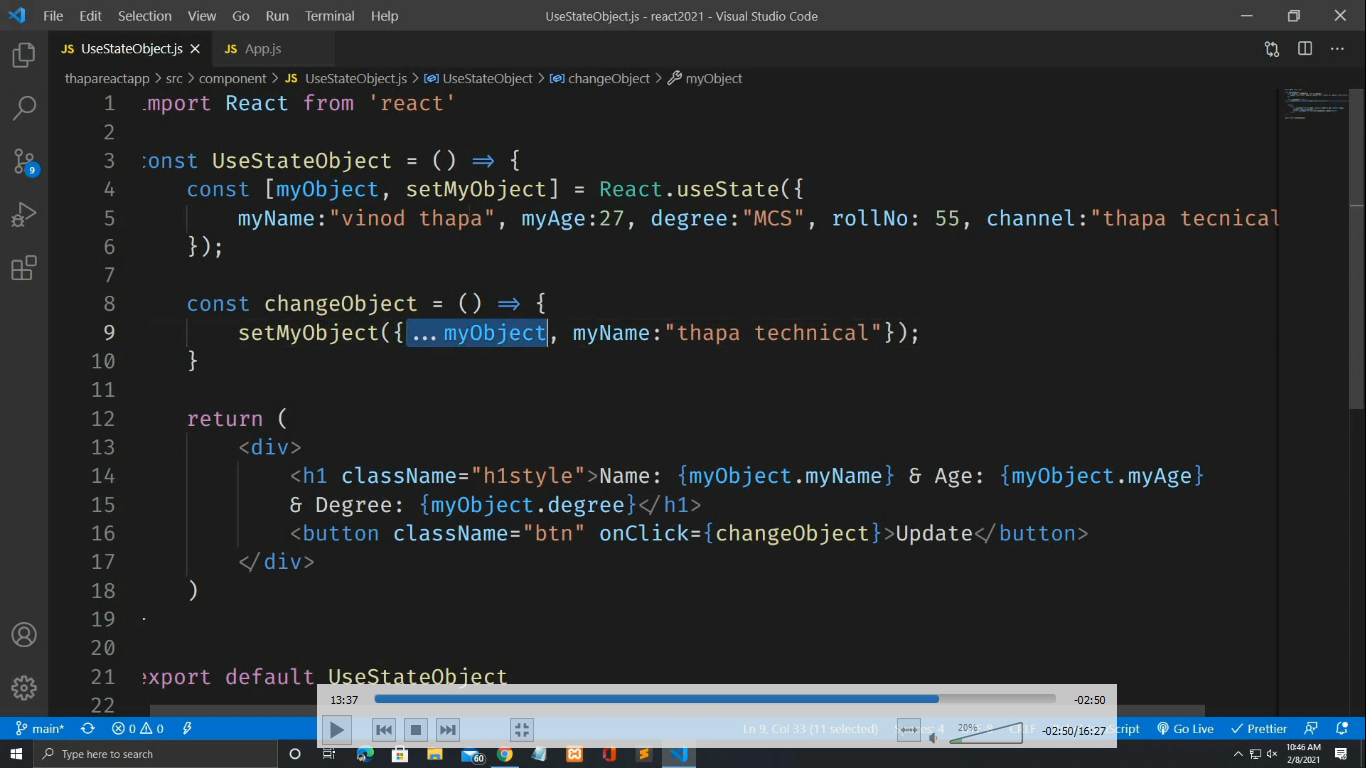 File Edit Selection View Go Run Terminal Help UseStateObject.js - react2021 - Visual Studio Code
JS UseStateObject.js × JS App.js
thapareactapp > src > component > JS UseStateObject.js > UseStateObject > changeObject > myObject
1 import React from 'react'
2
3 const UseStateObject = () => {
4 const [myObject, setMyObject] = React.useState({
5 myName:"vinod thapa", myAge:27, degree:"MCS", rollNo: 55, channel:"thapa tecnical
6 });
7
8 const changeObject = () => {
9 setMyObject({...myObject, myName:"thapa technical"});
10 }
11
12 return (
13 <div>
14 <h1 className="h1style">Name: {myObject.myName} & Age: {myObject.myAge}
15 & Degree: {myObject.degree}</h1>
16 <button className="btn" onClick={changeObject}>Update</button>
17 </div>
18 )
19
20
21 export default UseStateObject
22
9
13:37 -02:50
20% -02:50/16:27
main* 0 0 Ln 9, Col 33 (11 selected) Go Live Prettier
Type here to search 60 10:46 AM
2/8/2021